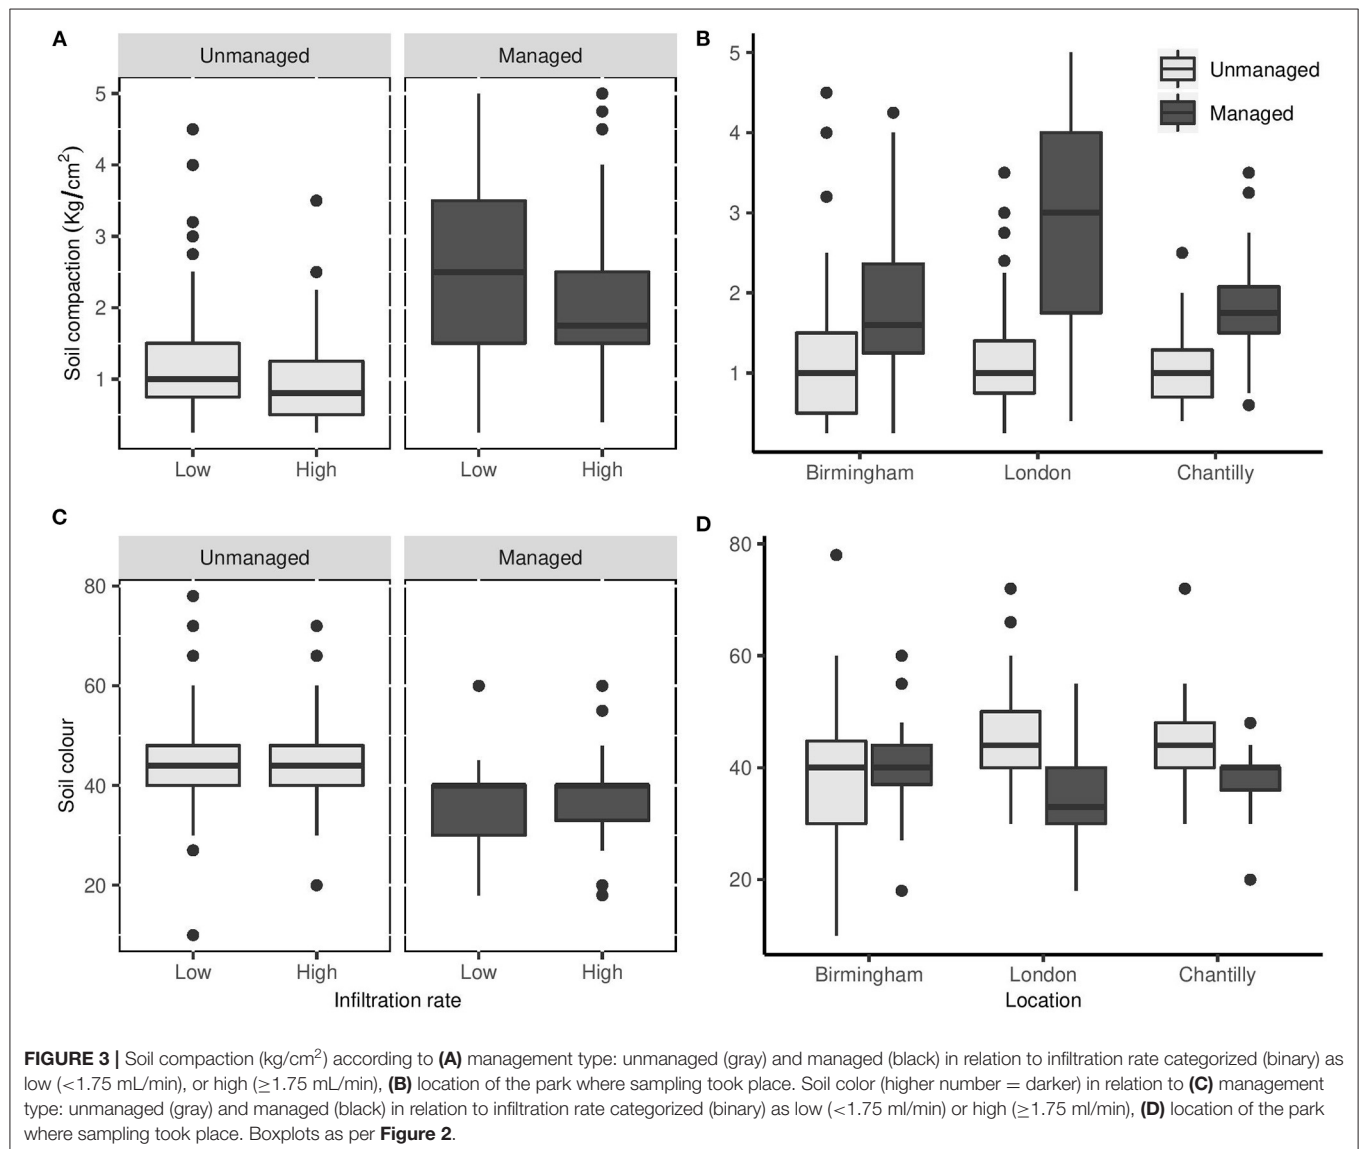 A
Unmanaged
Managed
Soil compaction (Kg/cm²)
5
4
3
2
1
Low
High
Low
High
B
5
4
3
2
1
Unmanaged
Managed
Birmingham
London
Chantilly
C
Unmanaged
Managed
Soil colour
80
60
40
20
Low
High
Low
High
Infiltration rate
D
80
60
40
20
Birmingham
London
Chantilly
Location
FIGURE 3 | Soil compaction (kg/cm²) according to (A) management type: unmanaged (gray) and managed (black) in relation to infiltration rate categorized (binary) as
low (<1.75 mL/min), or high (≥1.75 mL/min), (B) location of the park where sampling took place. Soil color (higher number = darker) in relation to (C) management
type: unmanaged (gray) and managed (black) in relation to infiltration rate categorized (binary) as low (<1.75 ml/min) or high (≥1.75 ml/min), (D) location of the park
where sampling took place. Boxplots as per Figure 2.